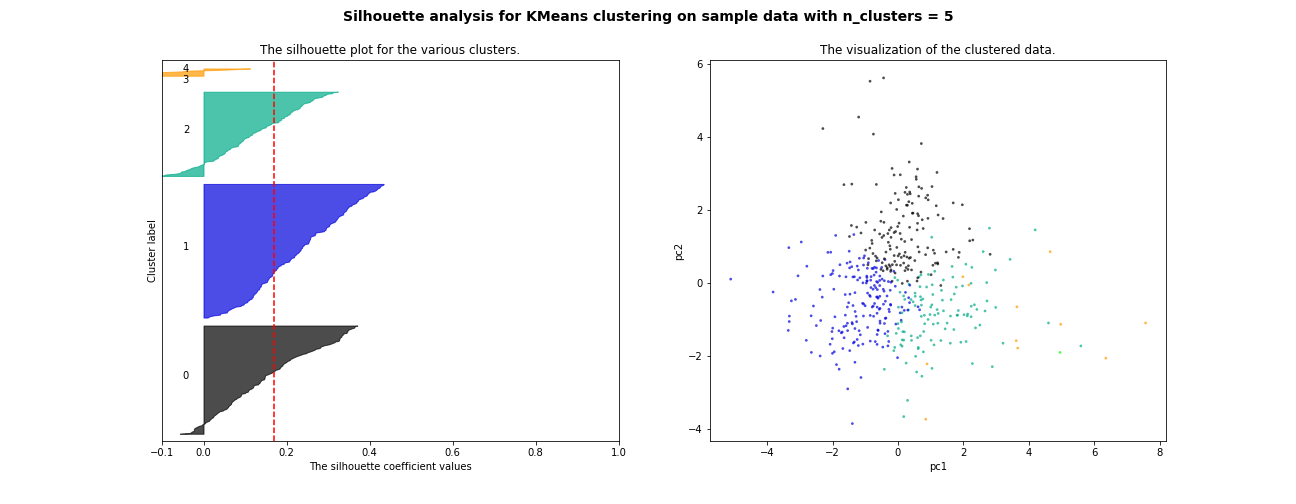 Silhouette analysis for KMeans clustering on sample data with n_clusters = 5
The silhouette plot for the various clusters.
4
3
2
1
0
Cluster label
−0.1 0.0 0.2 0.4 0.6 0.8 1.0
The silhouette coefficient values
The visualization of the clustered data.
6
4
2
0
−2
−4
pc2
−4 −2 0 2 4 6 8
pc1